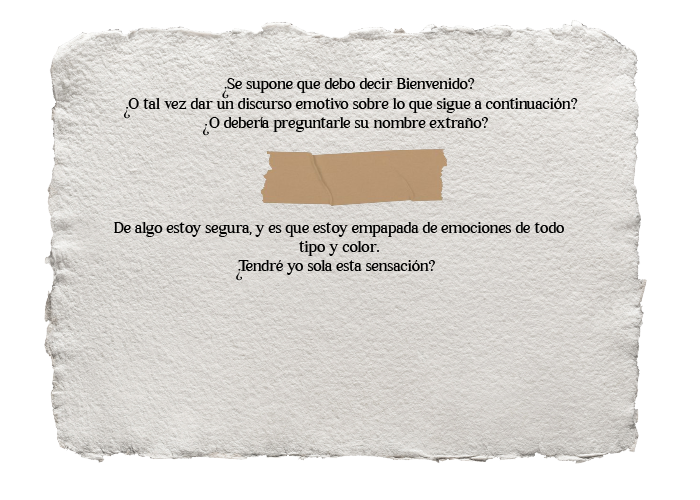 ¿Se supone que debo decir Bienvenido?
¿O tal vez dar un discurso emotivo sobre lo que sigue a continuación?
¿O debería preguntarle su nombre extraño?
De algo estoy segura, y es que estoy empapada de emociones de todo
tipo y color.
¿Tendré yo sola esta sensación?